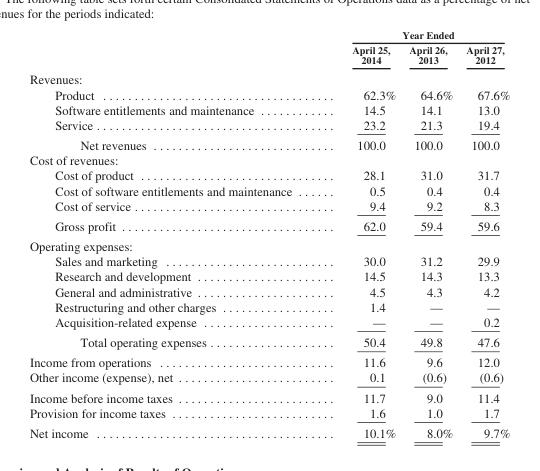 The following table sets forth certain Consolidated Statements of Operations data as a percentage of net
enues for the periods indicated:
Year Ended
April 25, 2014 April 26, 2013 April 27, 2012
Revenues:
Product 62.3% 64.6% 67.6%
Software entitlements and maintenance 14.5 14.1 13.0
Service 23.2 21.3 19.4
Net revenues 100.0 100.0 100.0
Cost of revenues:
Cost of product 28.1 31.0 31.7
Cost of software entitlements and maintenance 0.5 0.4 0.4
Cost of service 9.4 9.2 8.3
Gross profit 62.0 59.4 59.6
Operating expenses:
Sales and marketing 30.0 31.2 29.9
Research and development 14.5 14.3 13.3
General and administrative 4.5 4.3 4.2
Restructuring and other charges 1.4 — —
Acquisition-related expense — — 0.2
Total operating expenses 50.4 49.8 47.6
Income from operations 11.6 9.6 12.0
Other income (expense), net 0.1 (0.6) (0.6)
Income before income taxes 11.7 9.0 11.4
Provision for income taxes 1.6 1.0 1.7
Net income 10.1% 8.0% 9.7%